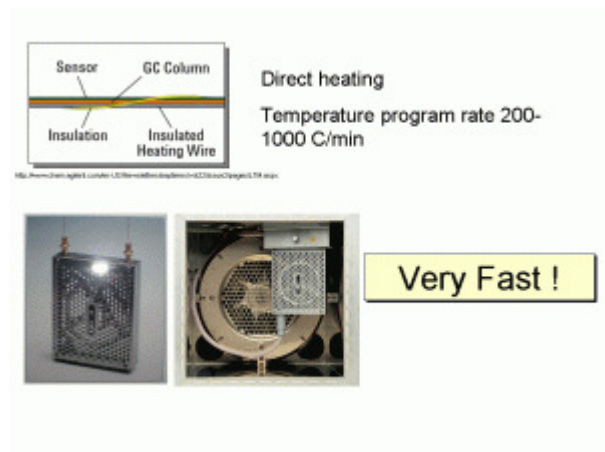 Sensor GC Column
Insulation Insulated
Heating Wire
Direct heating
Temperature program rate 200-
1000 C/min
Very Fast !